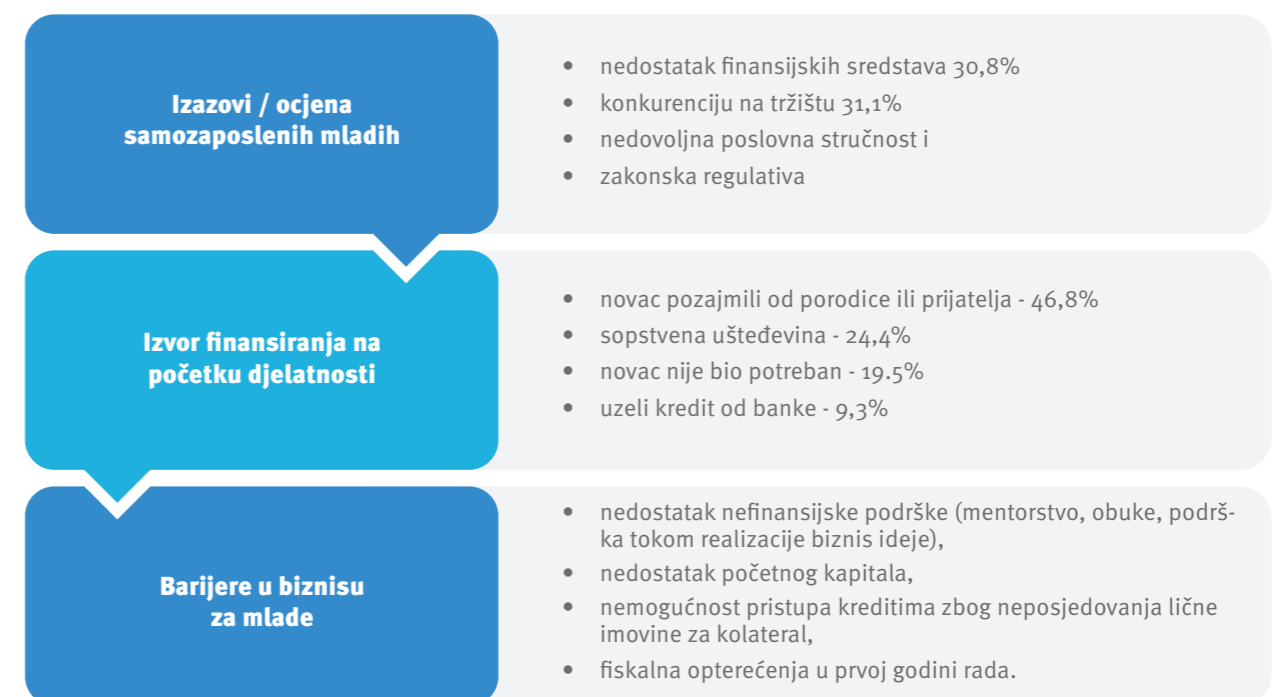 Izazovi / ocjena
samozaposlenih mladih
• nedostatak finansijskih sredstava 30,8%
• konkurenciju na tržištu 31,1%
• nedovoljna poslovna stručnost i
• zakonska regulativa
Izvor finansiranja na
početku djelatnosti
• novac pozajmili od porodice ili prijatelja - 46,8%
• sopstvena ušteđevina - 24,4%
• novac nije bio potreban - 19.5%
• uzeli kredit od banke - 9,3%
Barijere u biznisu
za mlade
• nedostatak nefinansijske podrške (mentorstvo, obuke, podrš-
ka tokom realizacije biznis ideje),
• nedostatak početnog kapitala,
• nemogućnost pristupa kreditima zbog neposjedovanja lične
imovine za kolateral,
• fiskalna opterećenja u prvoj godini rada.